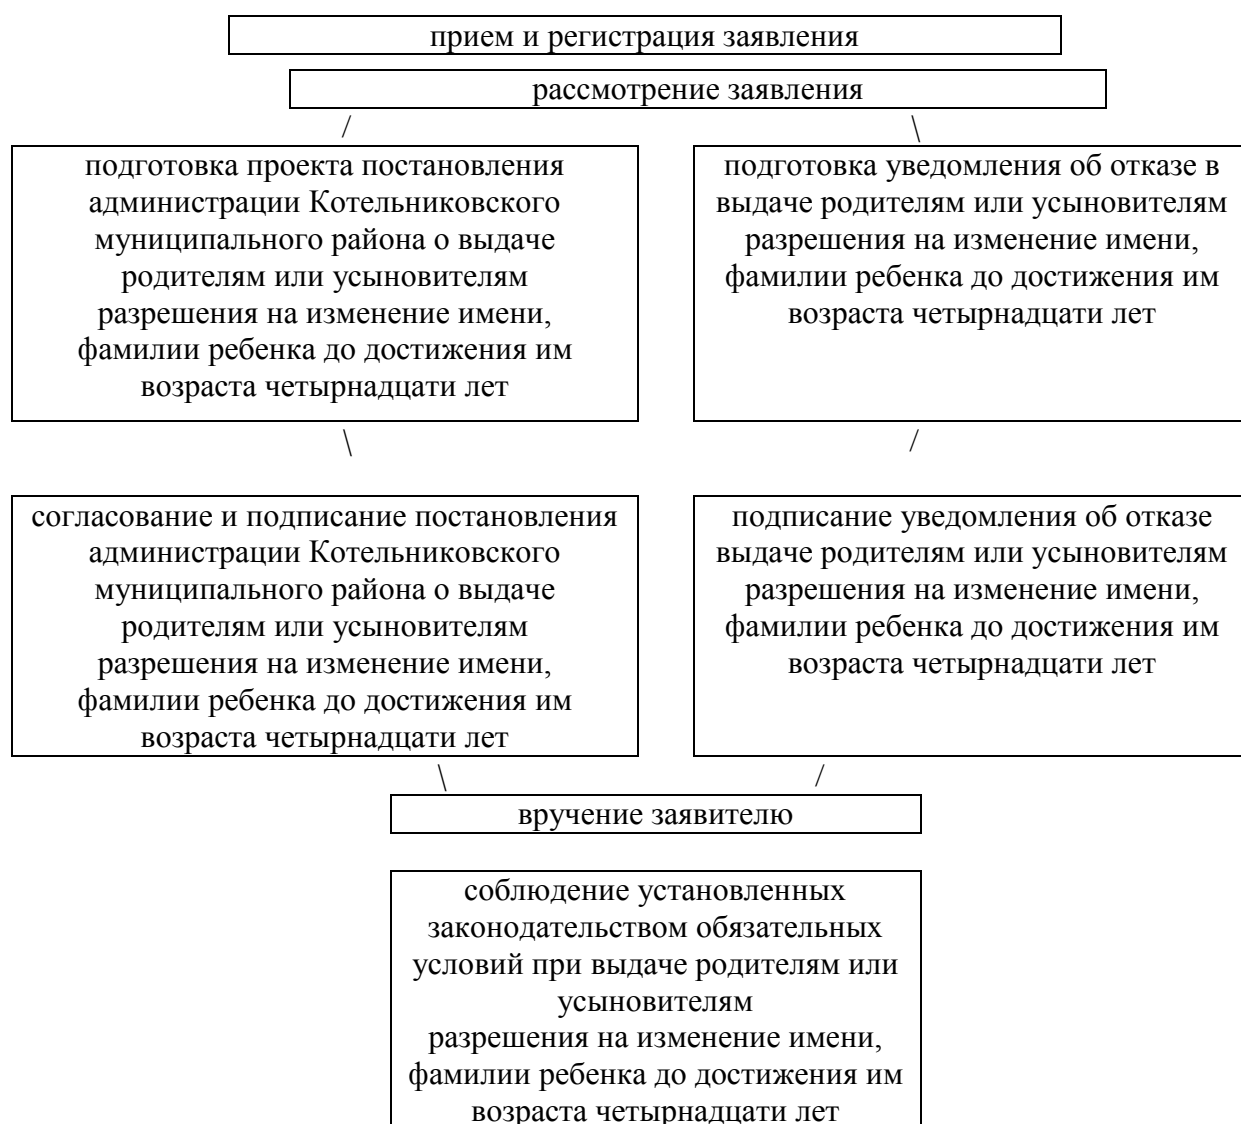 прием и регистрация заявления
рассмотрение заявления
подготовка проекта постановления
администрации Котельниковского
муниципального района о выдаче
родителям или усыновителям
разрешения на изменение имени,
фамилии ребенка до достижения им
возраста четырнадцати лет
подготовка уведомления об отказе в
выдаче родителям или усыновителям
разрешения на изменение имени,
фамилии ребенка до достижения им
возраста четырнадцати лет
согласование и подписание постановления
администрации Котельниковского
муниципального района о выдаче
родителям или усыновителям
разрешения на изменение имени,
фамилии ребенка до достижения им
возраста четырнадцати лет
подписание уведомления об отказе
выдаче родителям или усыновителям
разрешения на изменение имени,
фамилии ребенка до достижения им
возраста четырнадцати лет
вручение заявителю
соблюдение установленных
законодательством обязательных
условий при выдаче родителям или
усыновителям
разрешения на изменение имени,
фамилии ребенка до достижения им
возраста четырнадцати лет